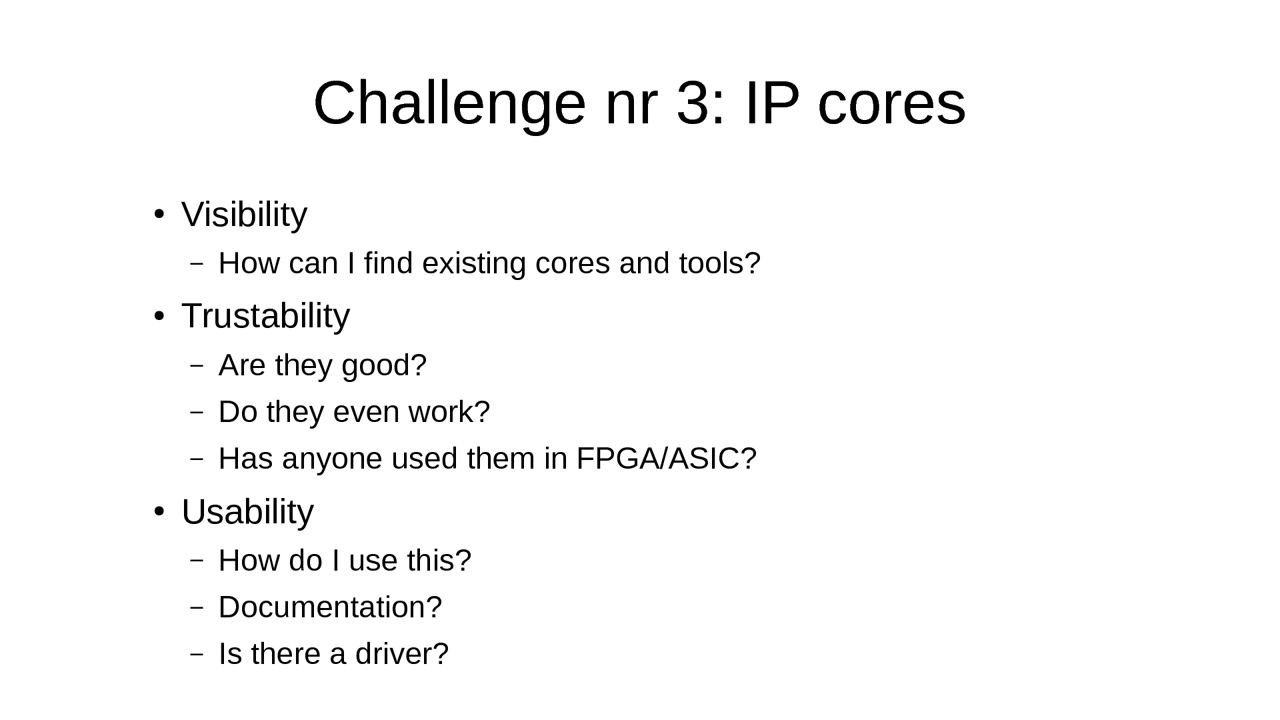 Challenge nr 3: IP cores
• Visibility
– How can I find existing cores and tools?
• Trustability
– Are they good?
– Do they even work?
– Has anyone used them in FPGA/ASIC?
• Usability
– How do I use this?
– Documentation?
– Is there a driver?